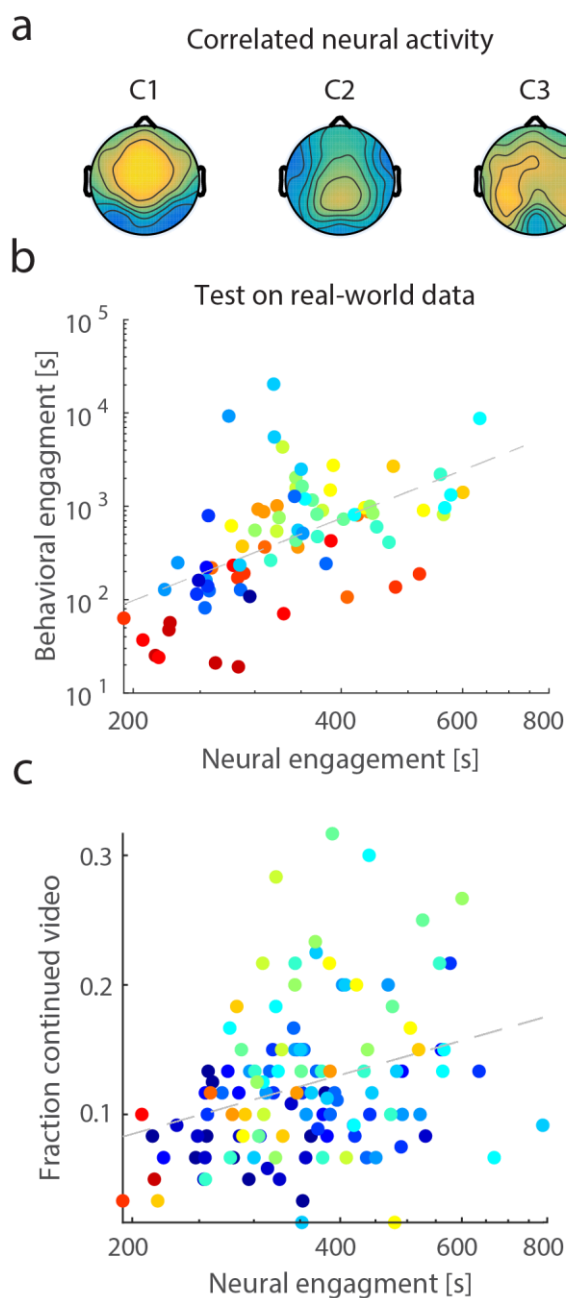 a
Correlated neural activity
C1 C2 C3
b
Test on real-world data
Behavioral engagment [s]
10^5
10^4
10^3
10^2
10^1
200 400 600 800
Neural engagement [s]
c
Fraction continued video
0.3
0.2
0.1
200 400 600 800
Neural engagment [s]